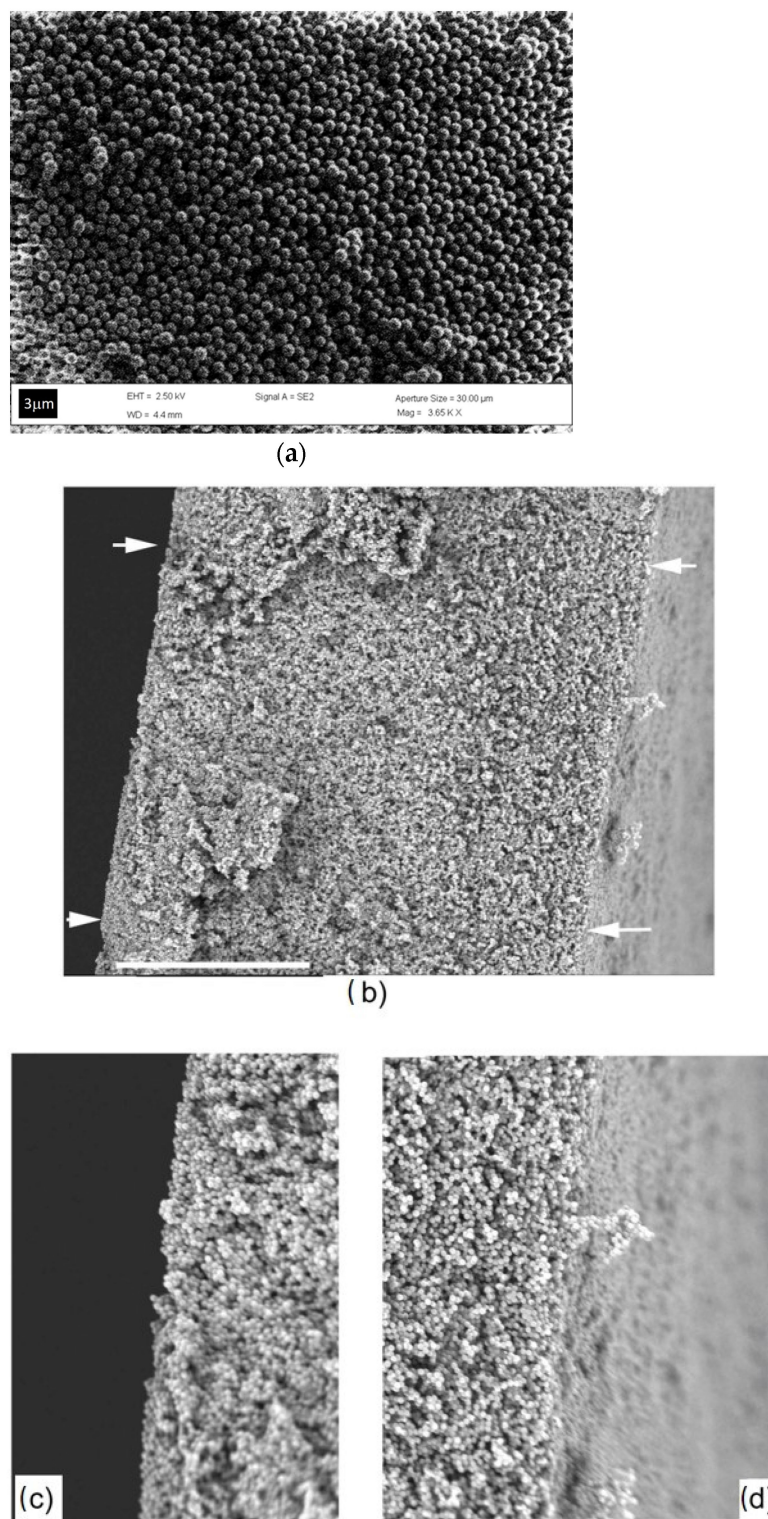 3μm
EHT = 2.50 kV
Signal A = SE2
Aperture Size = 30.00 µm
WD = 4.4 mm
Mag = 3.65 K X
(a)
(b)
(c)
(d)